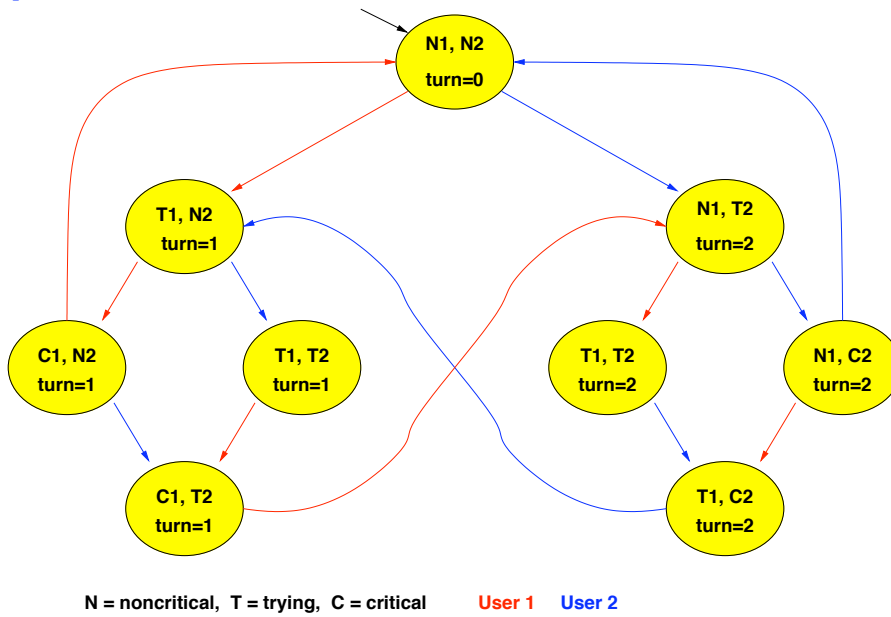 N1, N2
turn=0
T1, N2
turn=1
N1, T2
turn=2
C1, N2
turn=1
T1, T2
turn=1
T1, T2
turn=2
N1, C2
turn=2
C1, T2
turn=1
T1, C2
turn=2
N = noncritical, T = trying, C = critical User 1 User 2